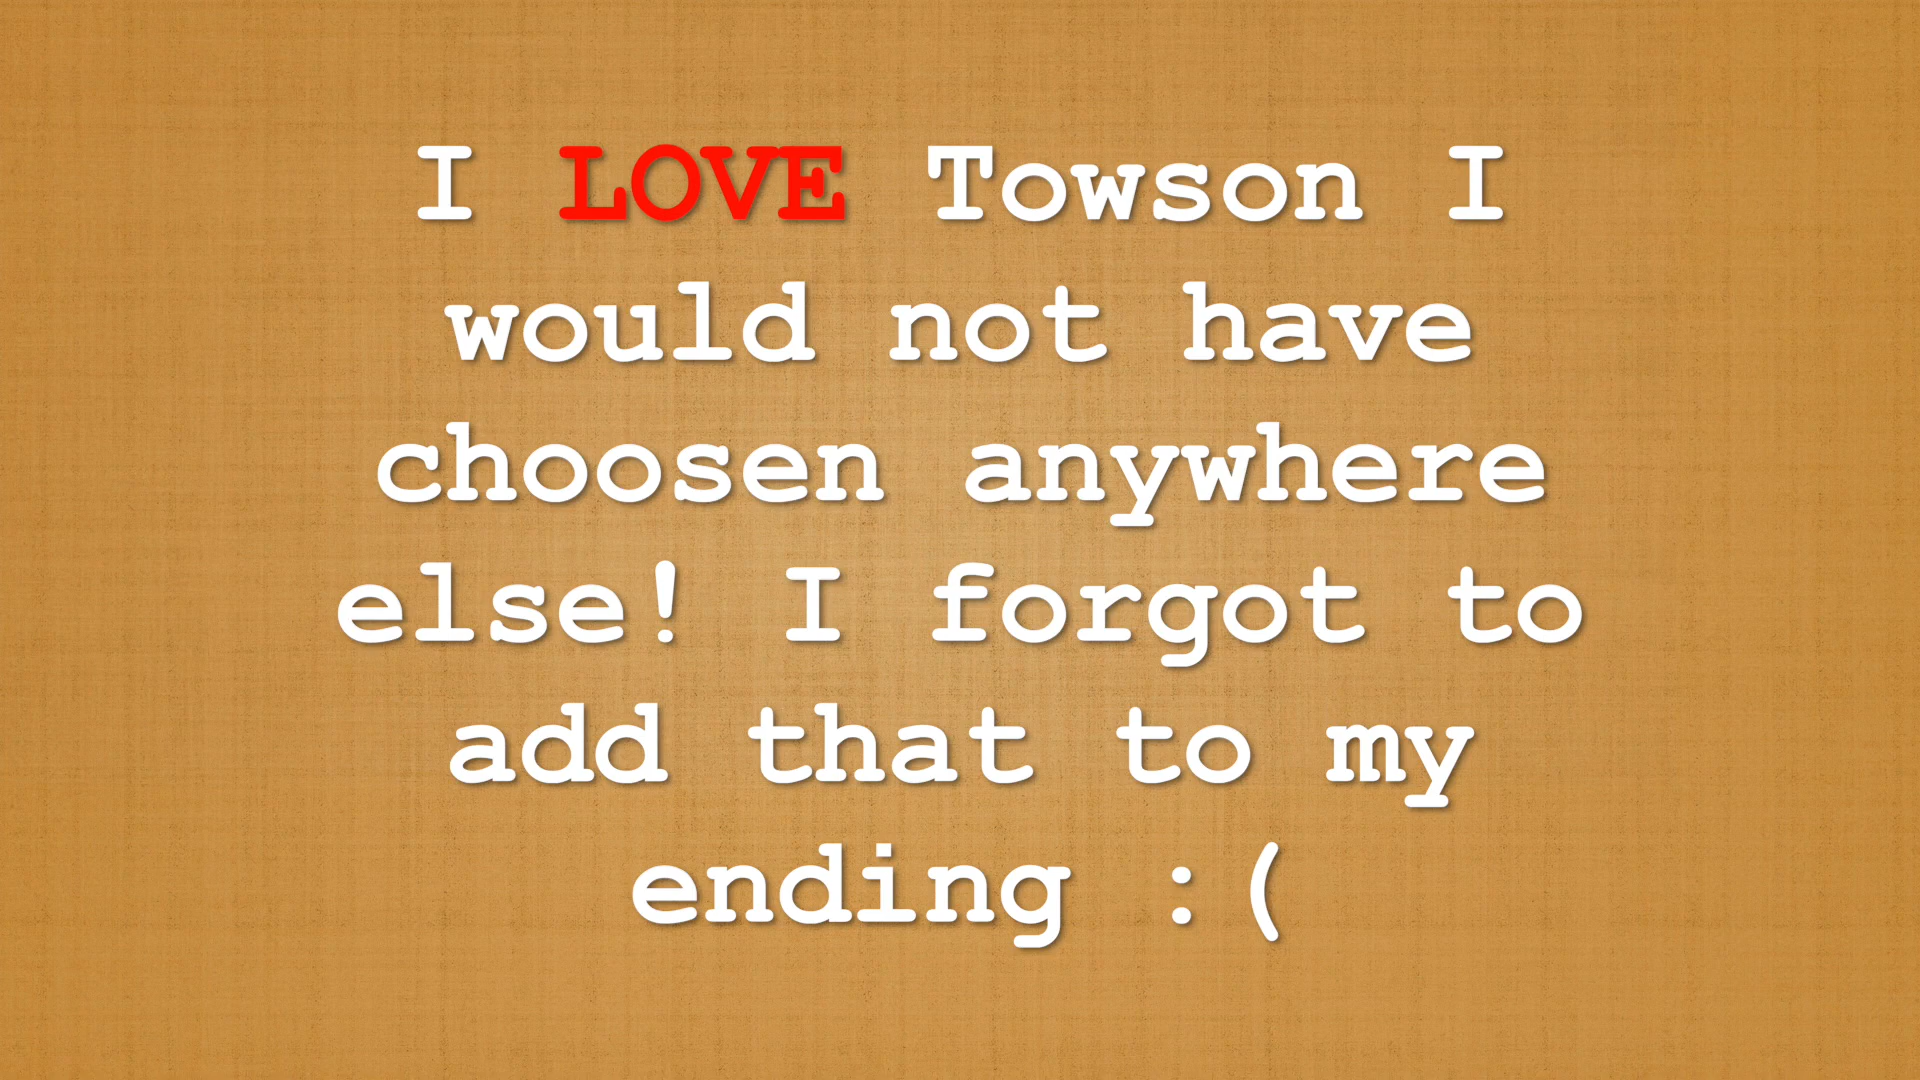 I LOVE Towson I
would not have
choosen anywhere
else! I forgot to
add that to my
ending :(